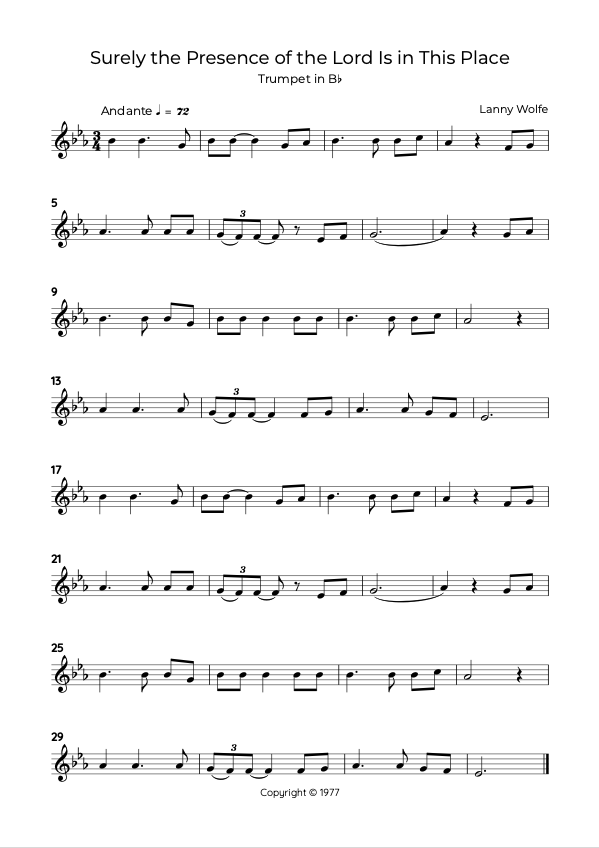 Surely the Presence of the Lord Is in This Place
Trumpet in B♭
Andante ♩ = 72
Lanny Wolfe
3
4
5
3
9
13
3
17
21
3
25
29
3
Copyright © 1977